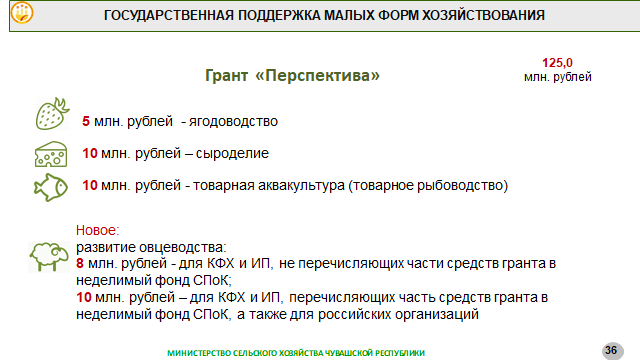 ГОСУДАРСТВЕННАЯ ПОДДЕРЖКА МАЛЫХ ФОРМ ХОЗЯЙСТВОВАНИЯ
Грант «Перспектива»
125,0
млн. рублей
5 млн. рублей - ягодоводство
10 млн. рублей – сыроделие
10 млн. рублей - товарная аквакультура (товарное рыбоводство)
Новое:
развитие овцеводства:
8 млн. рублей - для КФХ и ИП, не перечисляющих части средств гранта в
неделимый фонд СПоК;
10 млн. рублей – для КФХ и ИП, перечисляющих часть средств гранта в
неделимый фонд СПоК, а также для российских организаций
МИНИСТЕРСТВО СЕЛЬСКОГО ХОЗЯЙСТВА ЧУВАШСКОЙ РЕСПУБЛИКИ
36